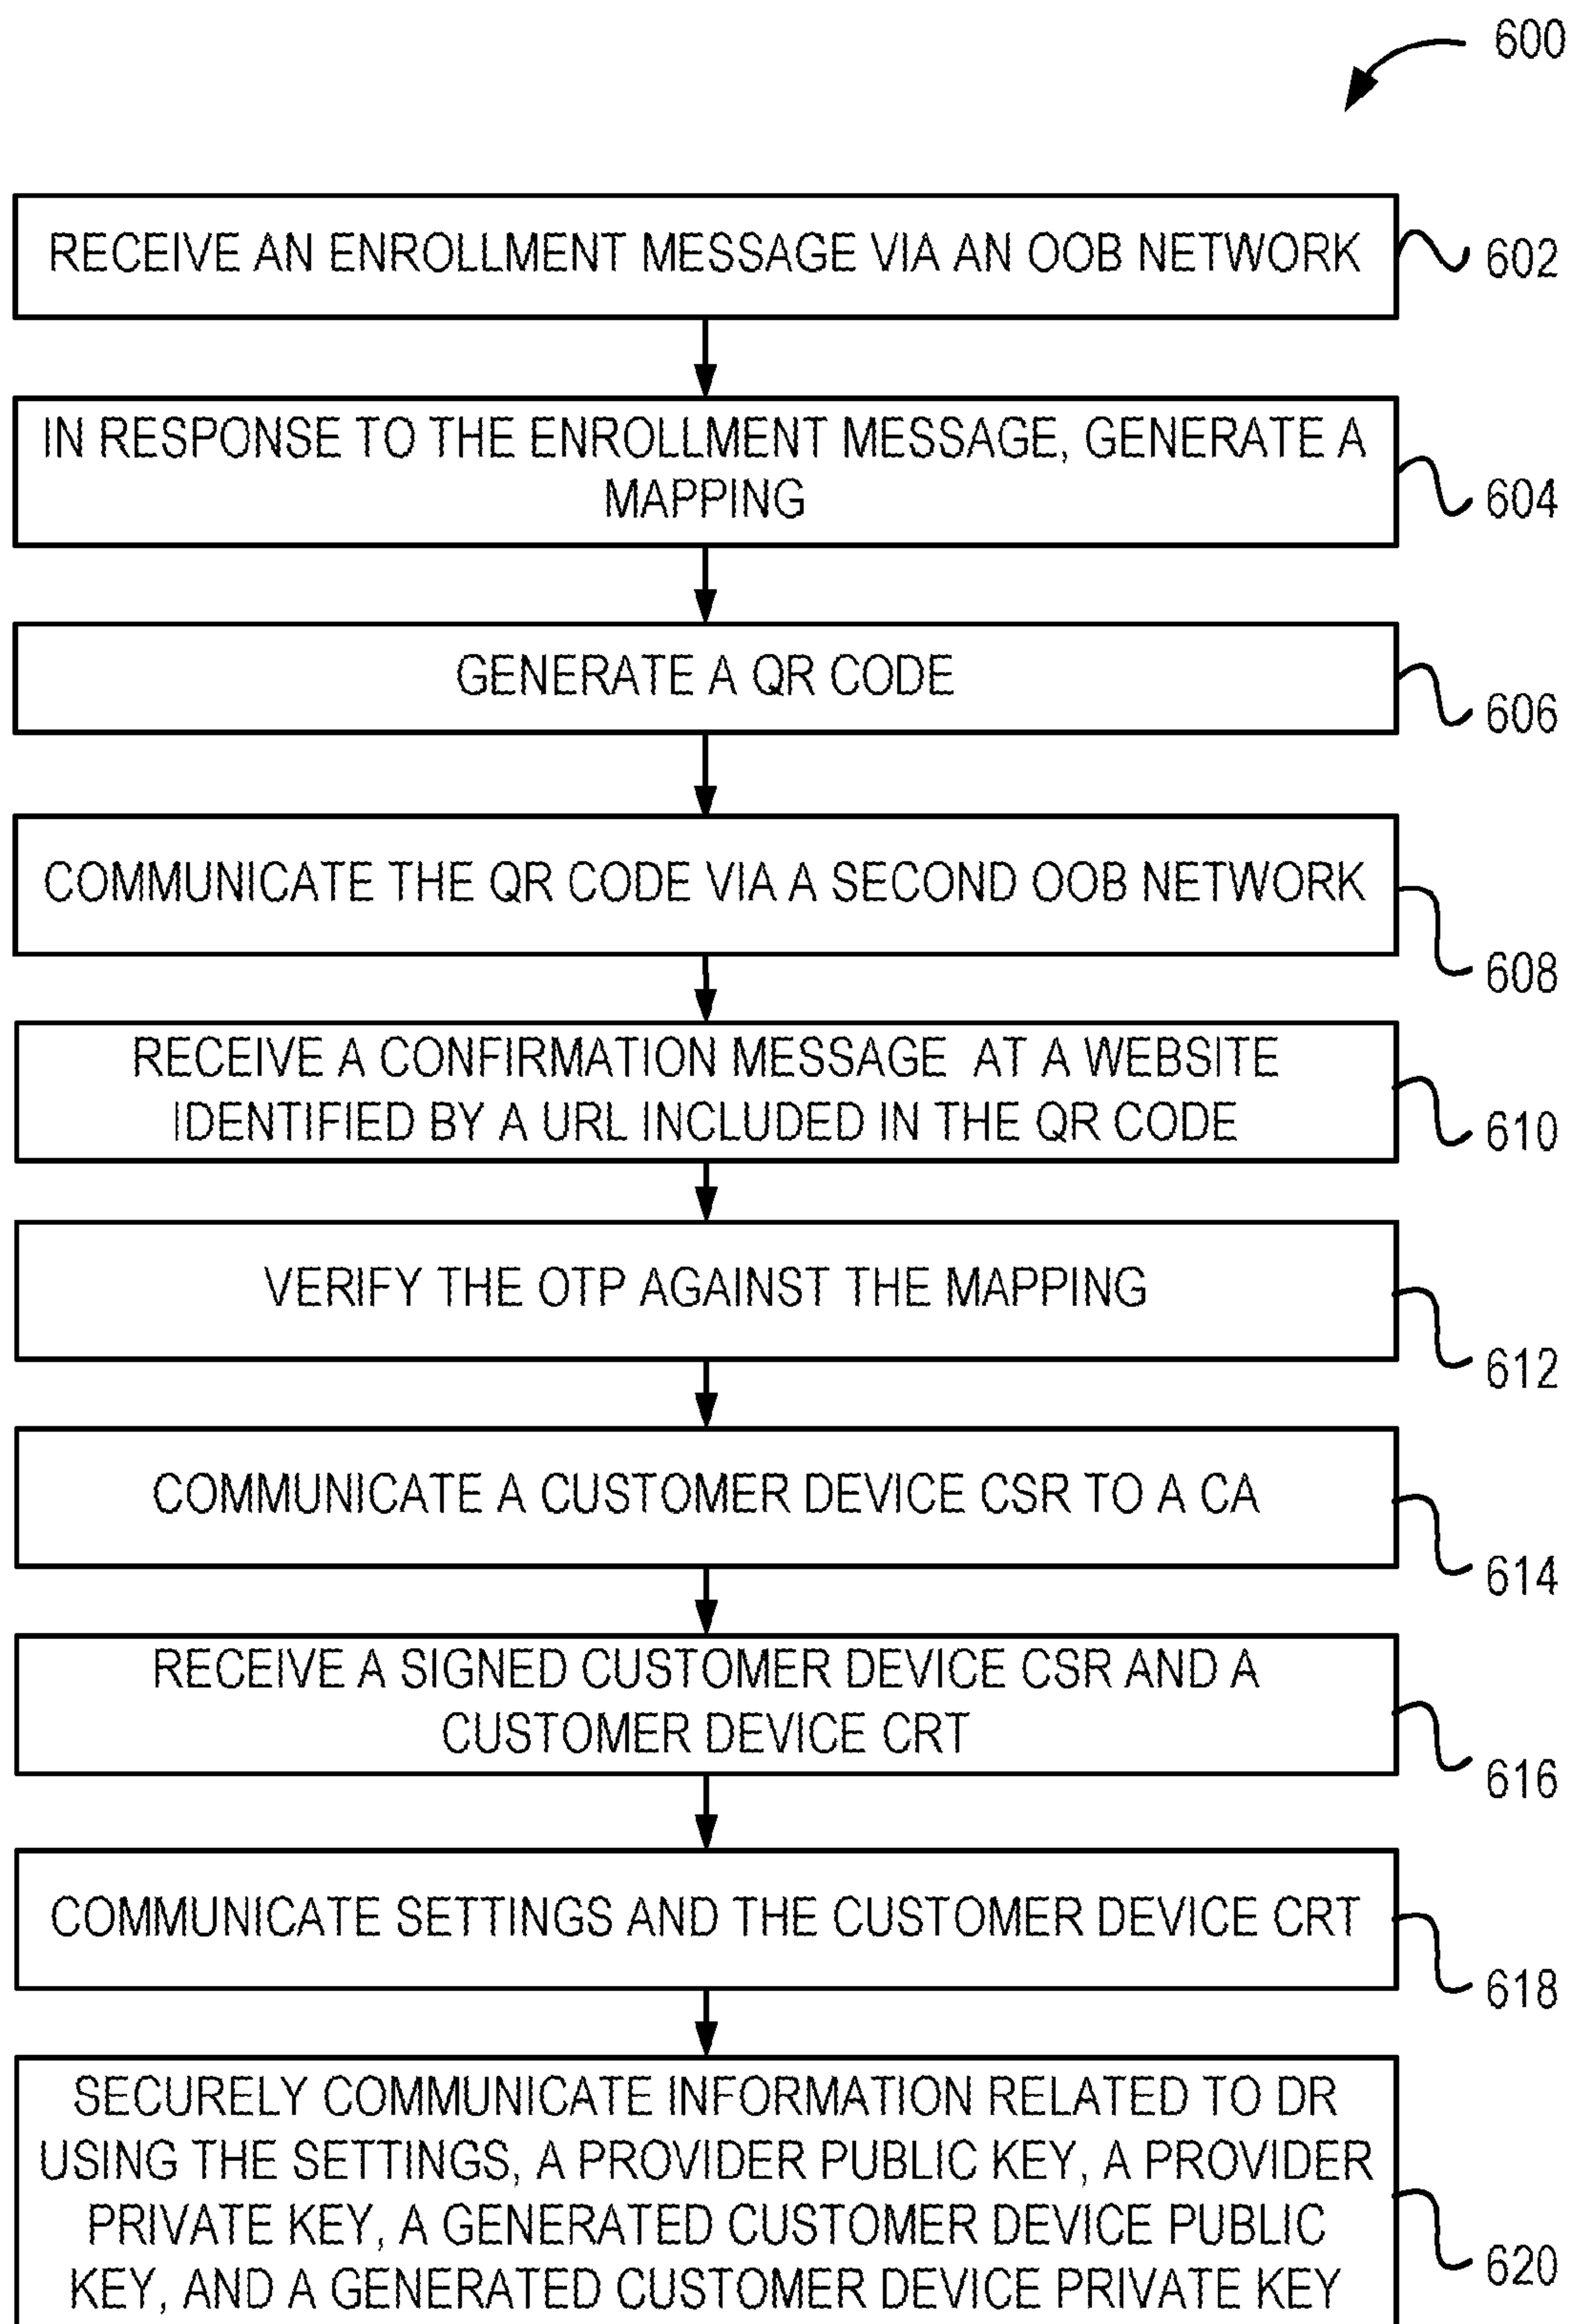 600
RECEIVE AN ENROLLMENT MESSAGE VIA AN OOB NETWORK
602
IN RESPONSE TO THE ENROLLMENT MESSAGE, GENERATE A
MAPPING
604
GENERATE A QR CODE
606
COMMUNICATE THE QR CODE VIA A SECOND OOB NETWORK
608
RECEIVE A CONFIRMATION MESSAGE AT A WEBSITE
IDENTIFIED BY A URL INCLUDED IN THE QR CODE
610
VERIFY THE OTP AGAINST THE MAPPING
612
COMMUNICATE A CUSTOMER DEVICE CSR TO A CA
614
RECEIVE A SIGNED CUSTOMER DEVICE CSR AND A
CUSTOMER DEVICE CRT
616
COMMUNICATE SETTINGS AND THE CUSTOMER DEVICE CRT
618
SECURELY COMMUNICATE INFORMATION RELATED TO DR
USING THE SETTINGS, A PROVIDER PUBLIC KEY, A PROVIDER
PRIVATE KEY, A GENERATED CUSTOMER DEVICE PUBLIC
KEY, AND A GENERATED CUSTOMER DEVICE PRIVATE KEY
620